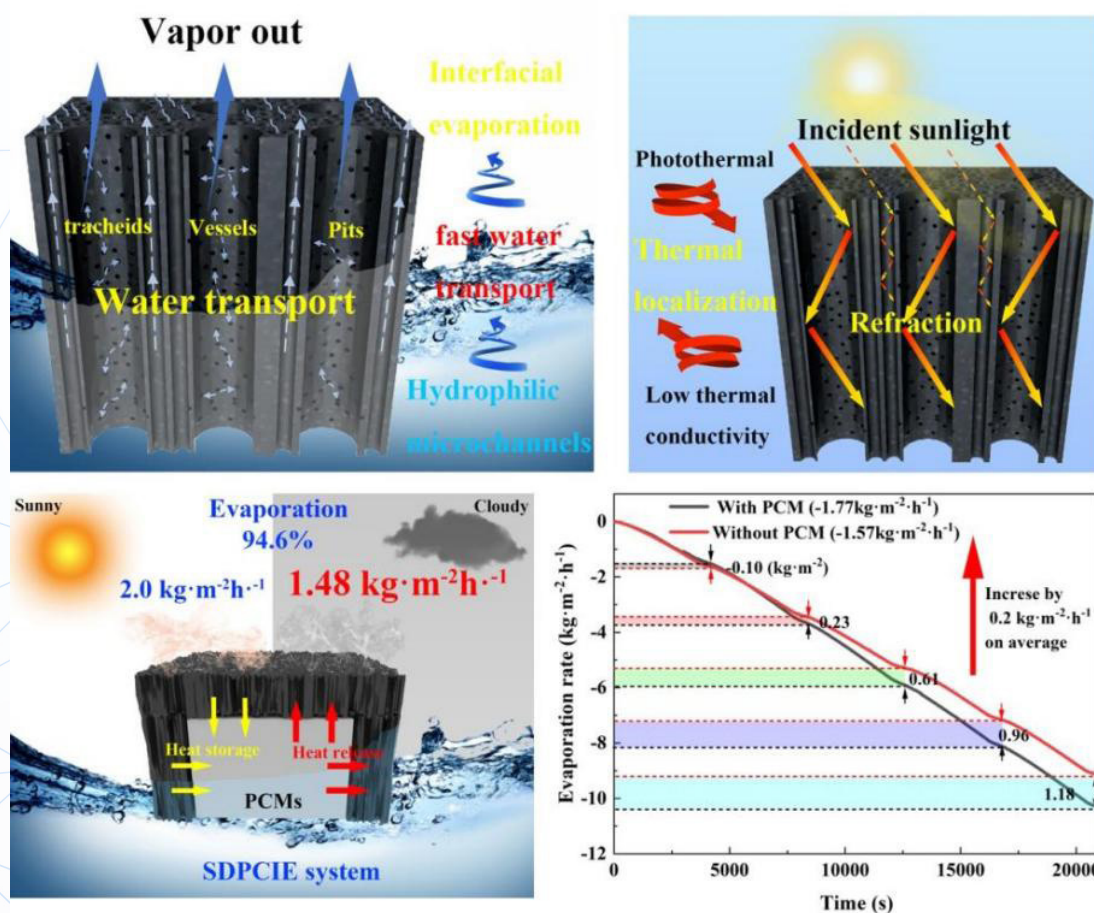 Vapor out
Interfacial
evaporation
tracheids
Vessels
Pits
fast water
transport
Water transport
Hydrophilic
microchannels
Incident sunlight
Photothermal
Thermal
localization
Refraction
Low thermal
conductivity
Sunny
Cloudy
Evaporation
94.6%
2.0 kg·m⁻²h·⁻¹
1.48 kg·m⁻²h·⁻¹
Heat storage
Heat release
PCMs
SDPCIE system
With PCM (-1.77kg·m⁻²·h⁻¹)
Without PCM (-1.57kg·m⁻²·h⁻¹)
-0.10 (kg·m⁻²)
0.23
0.61
0.96
1.18
Increse by
0.2 kg·m⁻²·h⁻¹
on average
Evaporation rate (kg·m⁻²·h⁻¹)
0
-2
-4
-6
-8
-10
-12
0
5000
10000
15000
20000
Time (s)